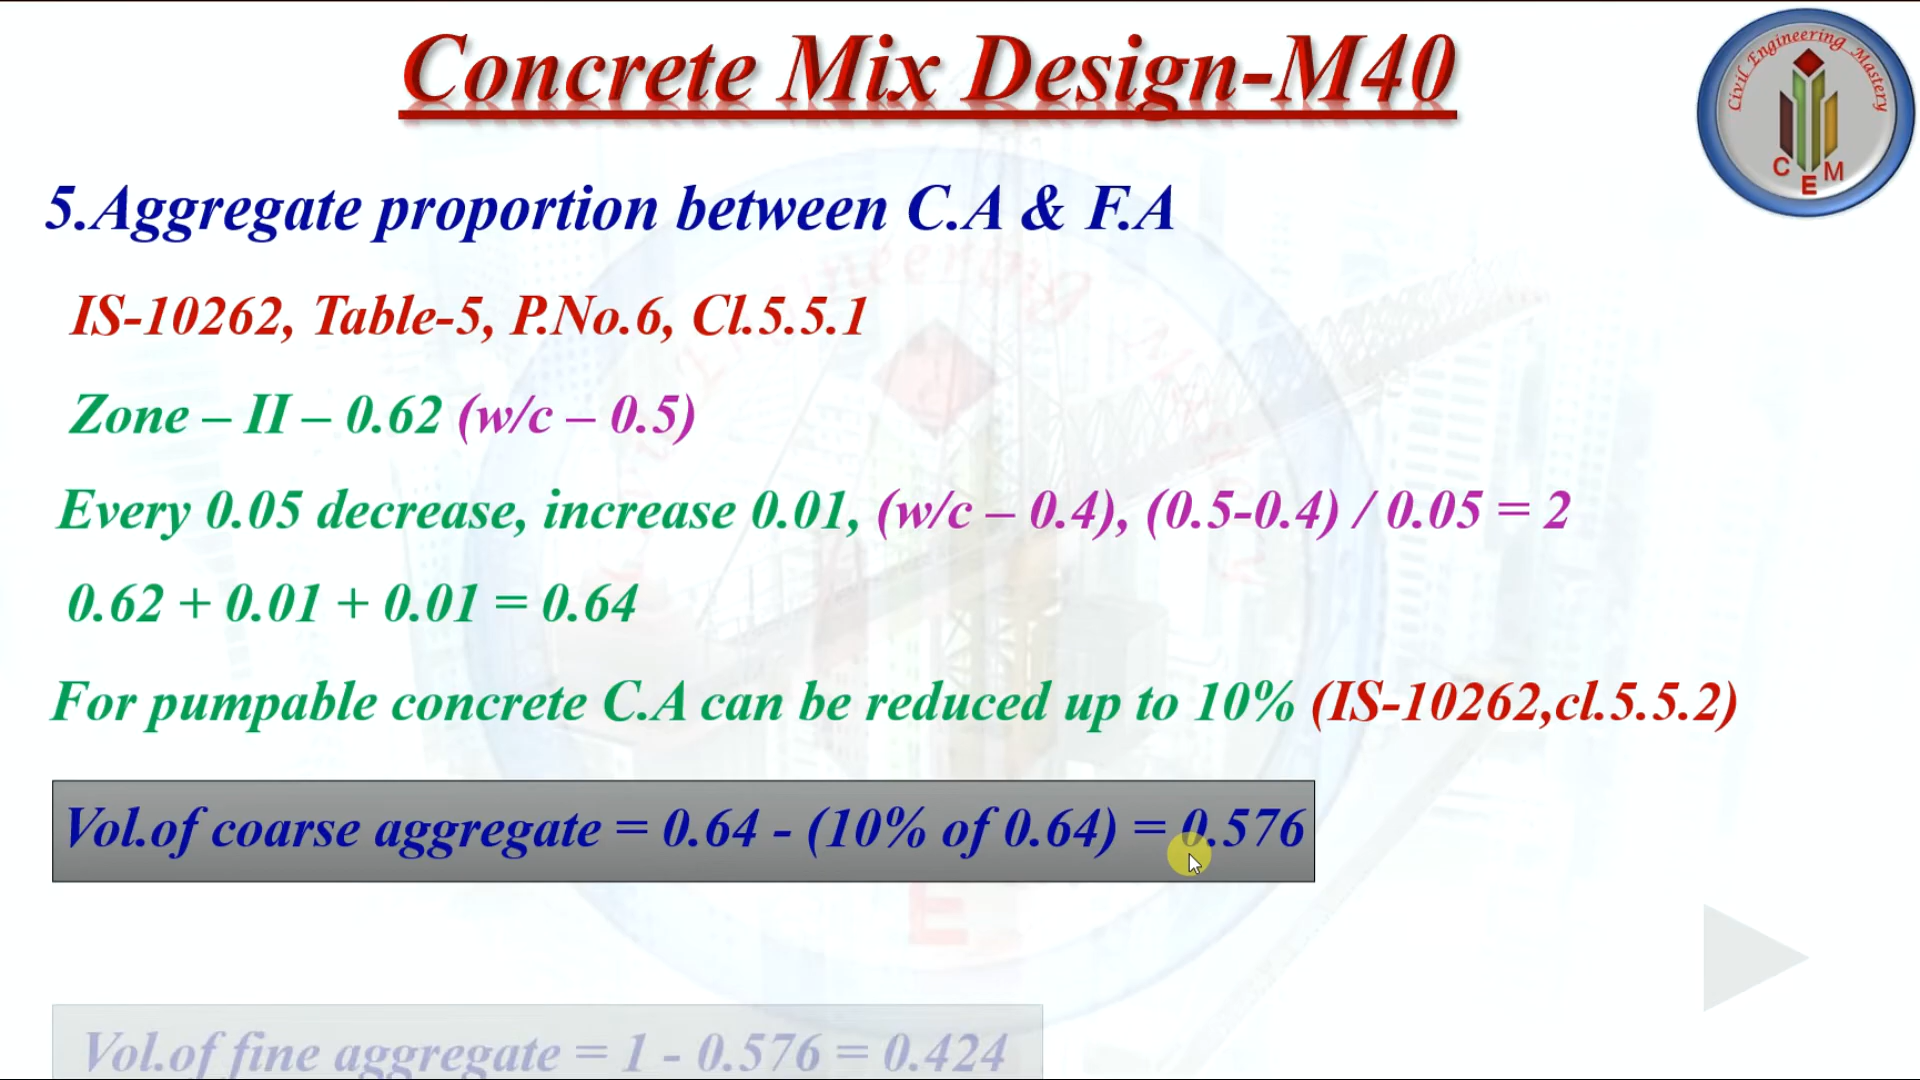 Concrete Mix Design-M40
Civil Engineering Mastery
C E M
5.Aggregate proportion between C.A & F.A
IS-10262, Table-5, P.No.6, Cl.5.5.1
Zone – II – 0.62 (w/c – 0.5)
Every 0.05 decrease, increase 0.01, (w/c – 0.4), (0.5-0.4) / 0.05 = 2
0.62 + 0.01 + 0.01 = 0.64
For pumpable concrete C.A can be reduced up to 10% (IS-10262,cl.5.5.2)
Vol.of coarse aggregate = 0.64 - (10% of 0.64) = 0.576
Vol.of fine aggregate = 1 - 0.576 = 0.424